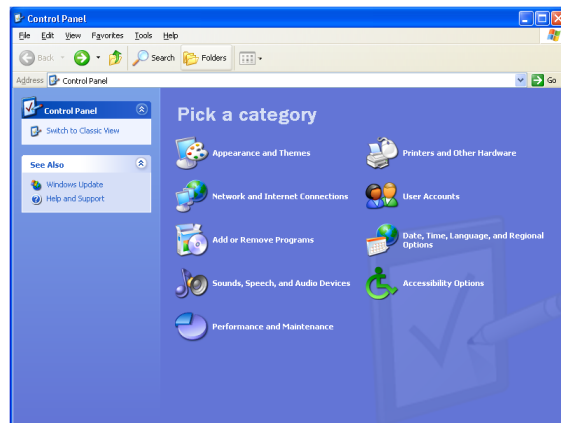 Control Panel
File Edit View Favorites Tools Help
Back Search Folders
Address Control Panel Go
Control Panel
Switch to Classic View
See Also
Windows Update
Help and Support
Pick a category
Appearance and Themes
Printers and Other Hardware
Network and Internet Connections
User Accounts
Add or Remove Programs
Date, Time, Language, and Regional
Options
Sounds, Speech, and Audio Devices
Accessibility Options
Performance and Maintenance